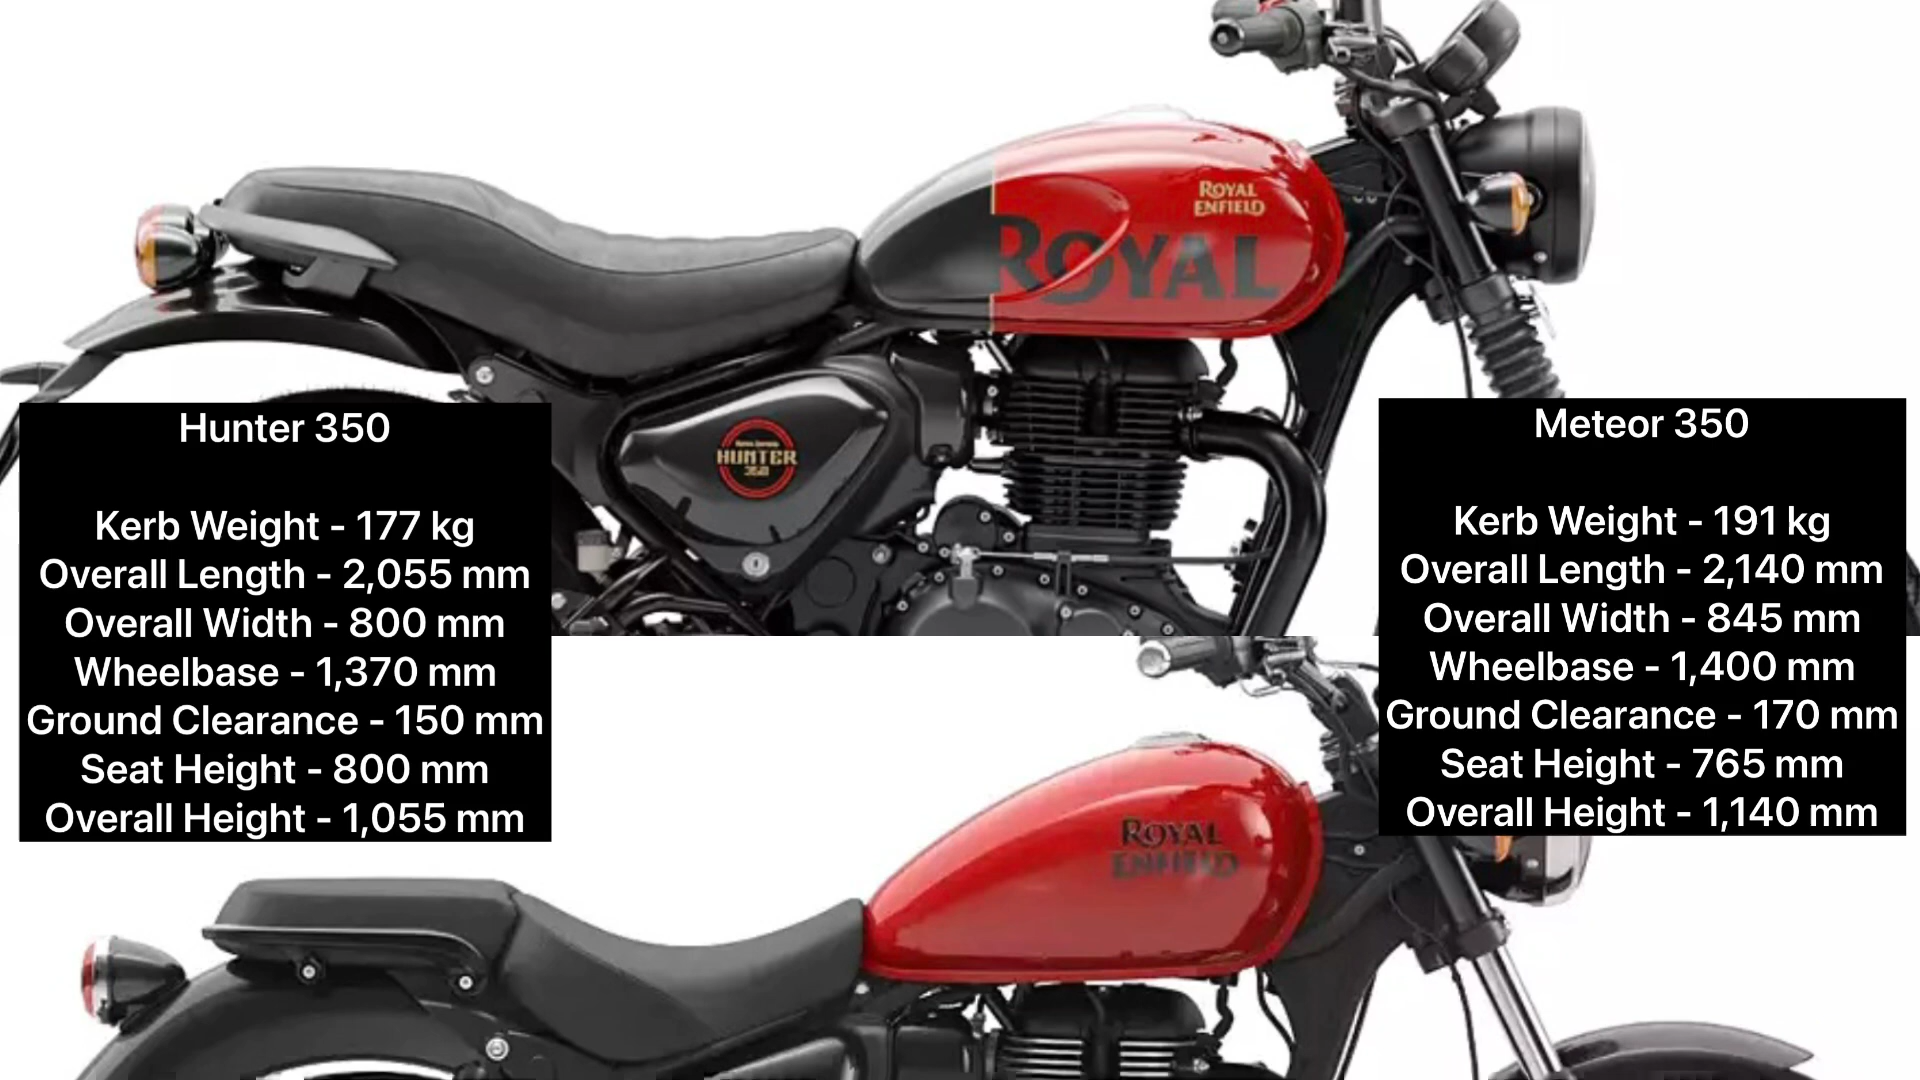 ROYAL
ENFIELD
ROYAL
HUNTER
350
Hunter 350
Kerb Weight - 177 kg
Overall Length - 2,055 mm
Overall Width - 800 mm
Wheelbase - 1,370 mm
Ground Clearance - 150 mm
Seat Height - 800 mm
Overall Height - 1,055 mm
Meteor 350
Kerb Weight - 191 kg
Overall Length - 2,140 mm
Overall Width - 845 mm
Wheelbase - 1,400 mm
Ground Clearance - 170 mm
Seat Height - 765 mm
Overall Height - 1,140 mm
ROYAL
ENFIELD